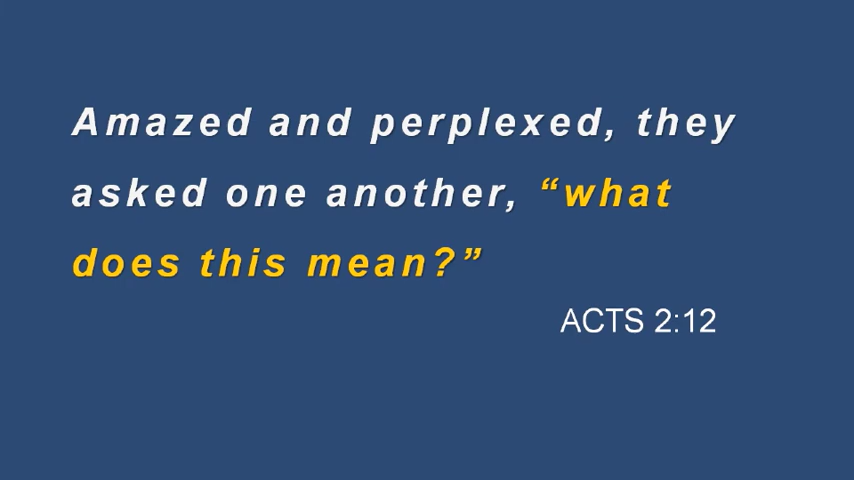 Amazed and perplexed, they
asked one another, “what
does this mean?”
ACTS 2:12